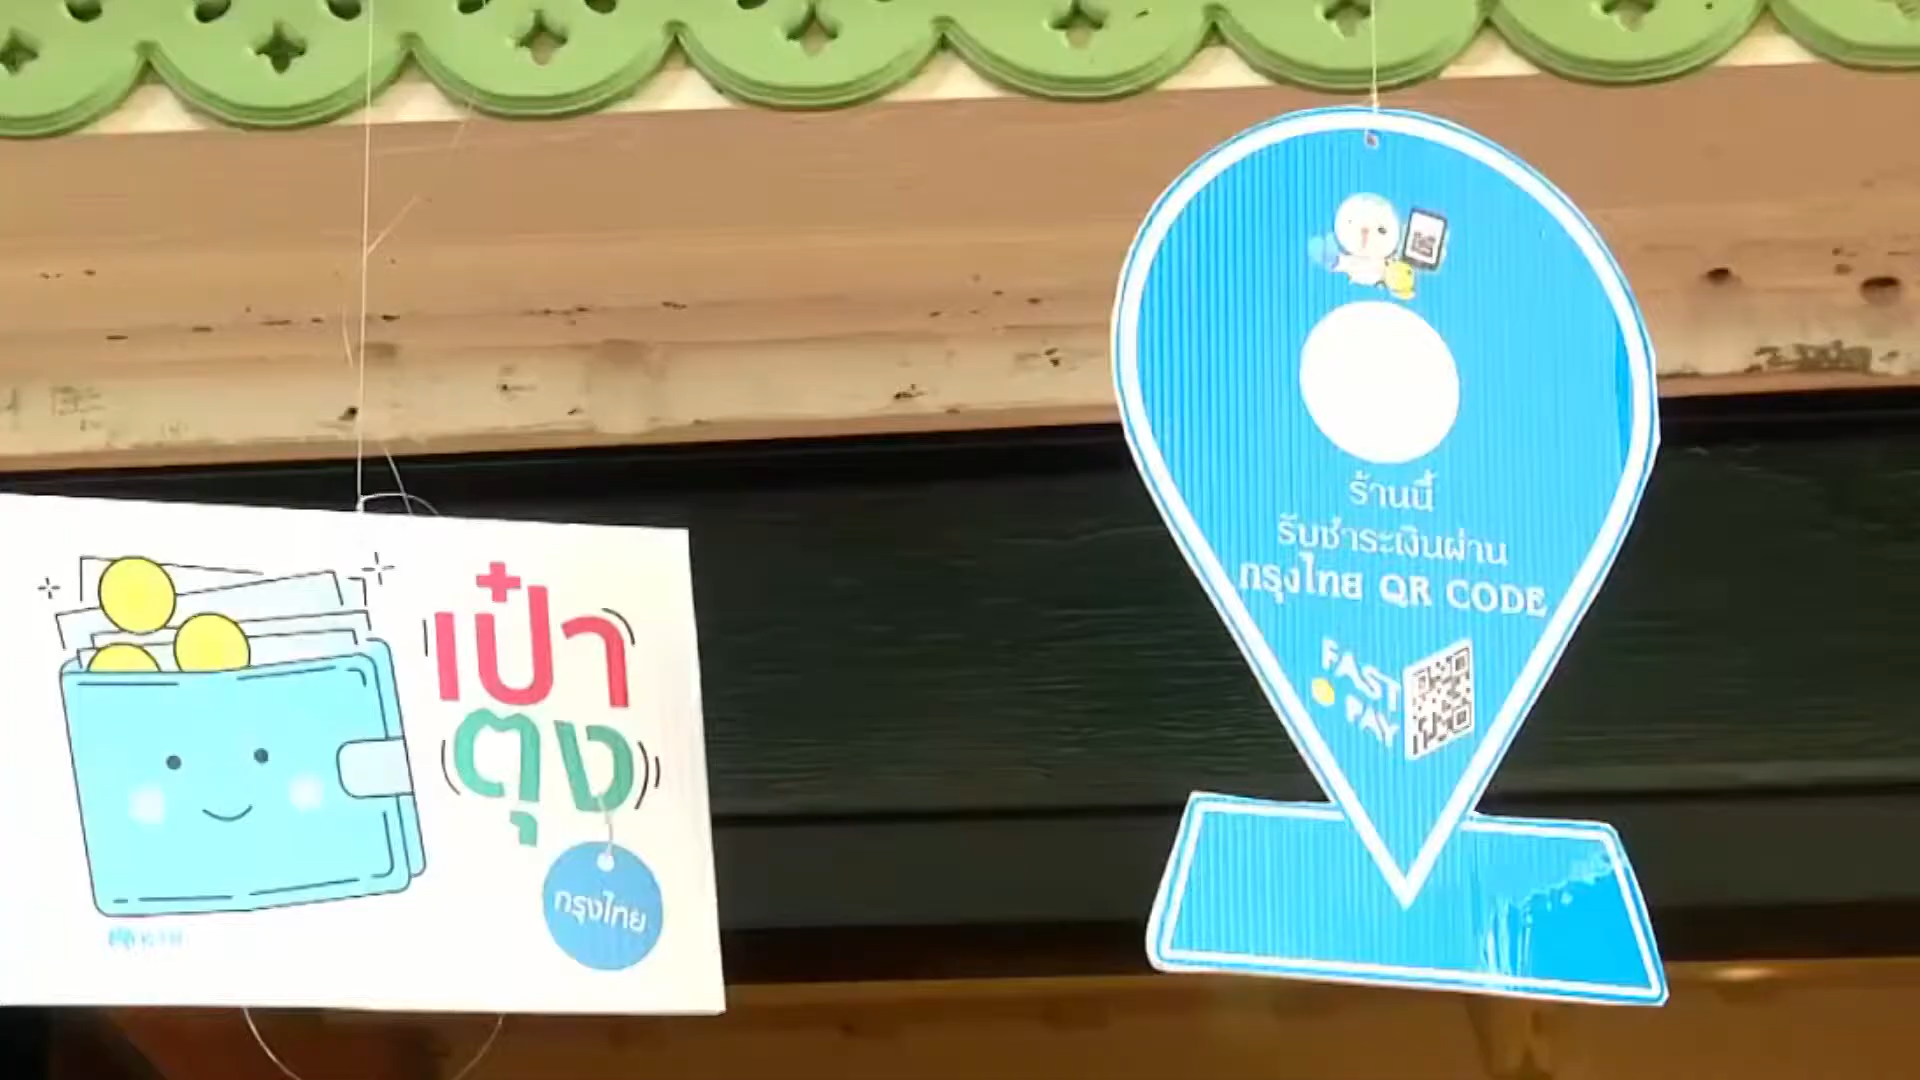 เป๋า
ตุง
กรุงไทย
ร้านนี้
รับชำระเงินผ่าน
กรุงไทย QR CODE
FAST
PAY